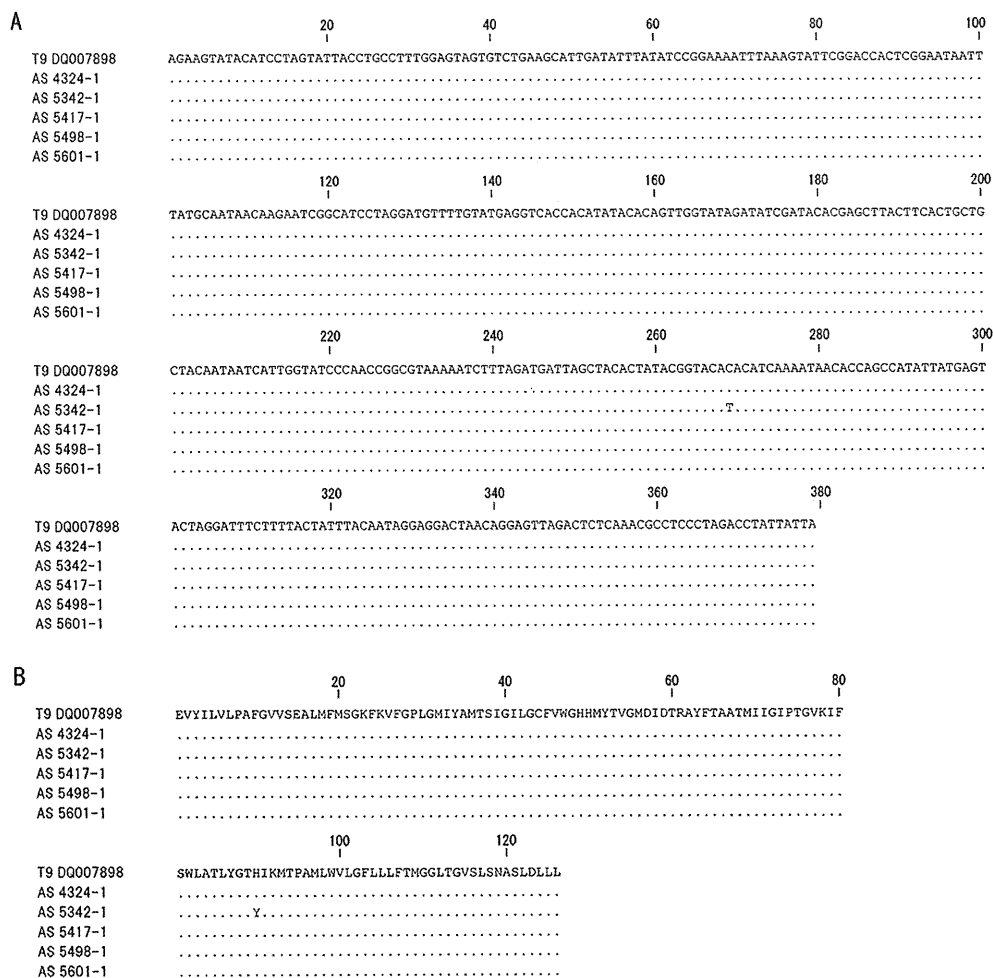 A
20 40 60 80 100
T9 DQ007898 AGAAGTATACATCCTAGTATTACCTGCCTTTGGAGTAGTGTCTGAAGCATTGATATTTATATCCGGAAAATTTAAAGTATTCGGACCACTCGGAATAATT
AS 4324-1
AS 5342-1
AS 5417-1
AS 5498-1
AS 5601-1
120 140 160 180 200
T9 DQ007898 TATGCAATAACAAGAATCGGCATCCTAGGATGTTTTGTATGAGGTCACCACATATACACAGTTGGTATAGATATCGATACACGAGCTTACTTCACTGCTG
AS 4324-1
AS 5342-1
AS 5417-1
AS 5498-1
AS 5601-1
220 240 260 280 300
T9 DQ007898 CTACAATAATCATTGGTATCCCAACCGGCGTAAAAATCTTTAGATGATTAGCTACACTATACGGTACACACATCAAAATAACACCAGCCATATTATGAGT
AS 4324-1
AS 5342-1 T
AS 5417-1
AS 5498-1
AS 5601-1
320 340 360 380
T9 DQ007898 ACTAGGATTTCTTTTACTATTTACAATAGGAGGACTAACAGGAGTTAGACTCTCAAACGCCTCCCTAGACCTATTATTA
AS 4324-1
AS 5342-1
AS 5417-1
AS 5498-1
AS 5601-1
B
20 40 60 80
T9 DQ007898 EVYILVLPAFGVVSEALMFMSGKFKVFGPLGMIYAMTSIGILGCFVWGHHMYTVGMDIDTRAYFTAATMIIGIPTGVKIF
AS 4324-1
AS 5342-1
AS 5417-1
AS 5498-1
AS 5601-1
100 120
T9 DQ007898 SWLATLYGTHIKMTPAMLWVLGFLLLFTMGGLTGVSLSNASLDLLL
AS 4324-1
AS 5342-1 Y
AS 5417-1
AS 5498-1
AS 5601-1